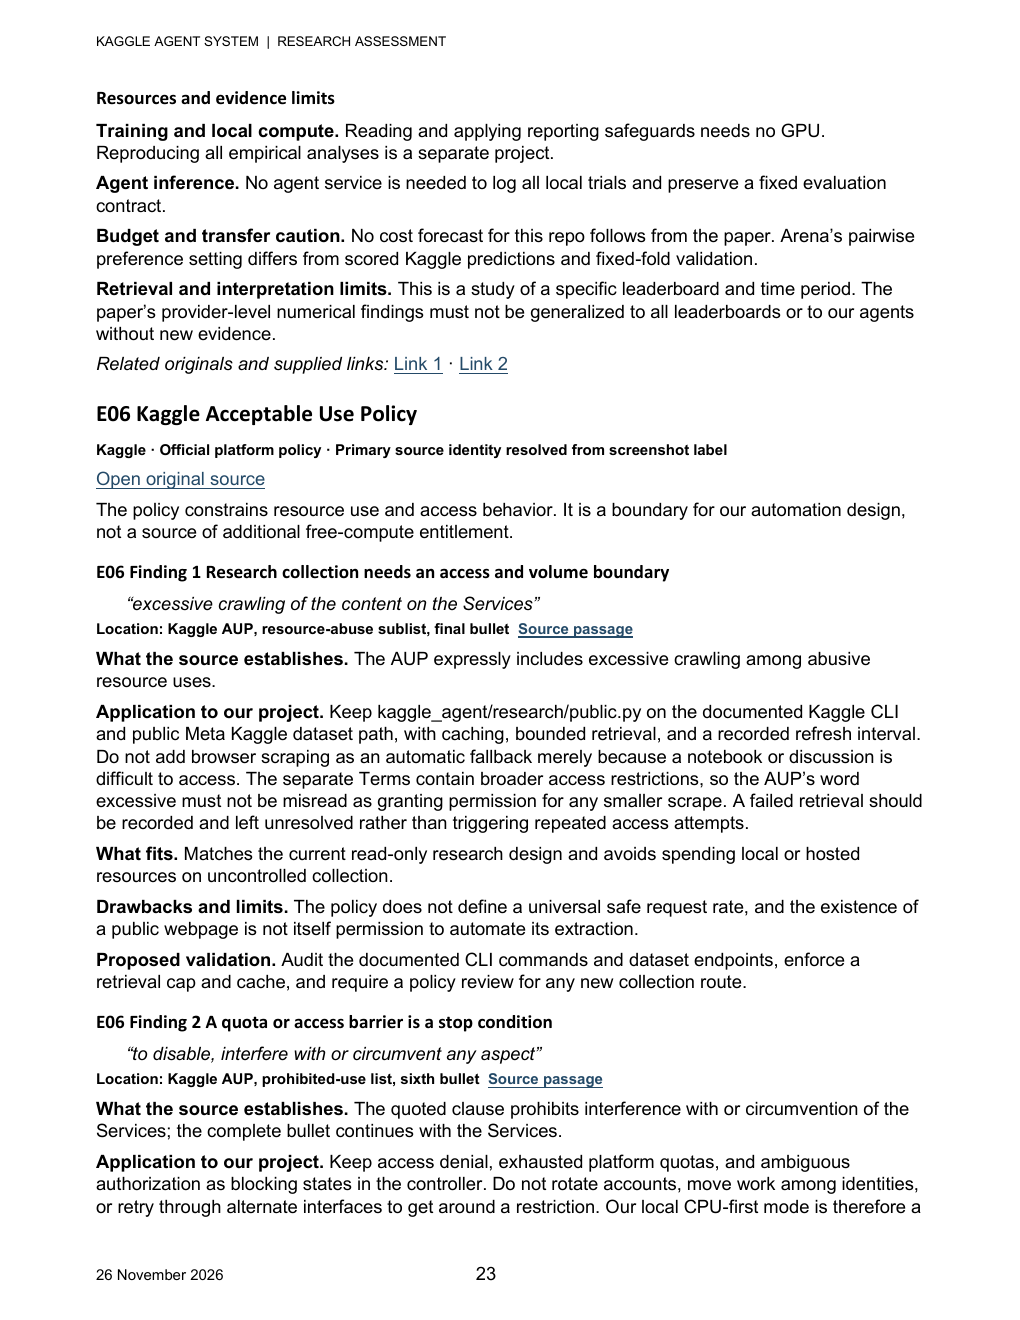 KAGGLE AGENT SYSTEM | RESEARCH ASSESSMENT
Resources and evidence limits
Training and local compute. Reading and applying reporting safeguards needs no GPU.
Reproducing all empirical analyses is a separate project.
Agent inference. No agent service is needed to log all local trials and preserve a fixed evaluation
contract.
Budget and transfer caution. No cost forecast for this repo follows from the paper. Arena’s pairwise
preference setting differs from scored Kaggle predictions and fixed-fold validation.
Retrieval and interpretation limits. This is a study of a specific leaderboard and time period. The
paper’s provider-level numerical findings must not be generalized to all leaderboards or to our agents
without new evidence.
Related originals and supplied links: Link 1 · Link 2
E06 Kaggle Acceptable Use Policy
Kaggle · Official platform policy · Primary source identity resolved from screenshot label
Open original source
The policy constrains resource use and access behavior. It is a boundary for our automation design,
not a source of additional free-compute entitlement.
E06 Finding 1 Research collection needs an access and volume boundary
“excessive crawling of the content on the Services”
Location: Kaggle AUP, resource-abuse sublist, final bullet Source passage
What the source establishes. The AUP expressly includes excessive crawling among abusive
resource uses.
Application to our project. Keep kaggle_agent/research/public.py on the documented Kaggle CLI
and public Meta Kaggle dataset path, with caching, bounded retrieval, and a recorded refresh interval.
Do not add browser scraping as an automatic fallback merely because a notebook or discussion is
difficult to access. The separate Terms contain broader access restrictions, so the AUP’s word
excessive must not be misread as granting permission for any smaller scrape. A failed retrieval should
be recorded and left unresolved rather than triggering repeated access attempts.
What fits. Matches the current read-only research design and avoids spending local or hosted
resources on uncontrolled collection.
Drawbacks and limits. The policy does not define a universal safe request rate, and the existence of
a public webpage is not itself permission to automate its extraction.
Proposed validation. Audit the documented CLI commands and dataset endpoints, enforce a
retrieval cap and cache, and require a policy review for any new collection route.
E06 Finding 2 A quota or access barrier is a stop condition
“to disable, interfere with or circumvent any aspect”
Location: Kaggle AUP, prohibited-use list, sixth bullet Source passage
What the source establishes. The quoted clause prohibits interference with or circumvention of the
Services; the complete bullet continues with the Services.
Application to our project. Keep access denial, exhausted platform quotas, and ambiguous
authorization as blocking states in the controller. Do not rotate accounts, move work among identities,
or retry through alternate interfaces to get around a restriction. Our local CPU-first mode is therefore a
26 November 2026
23